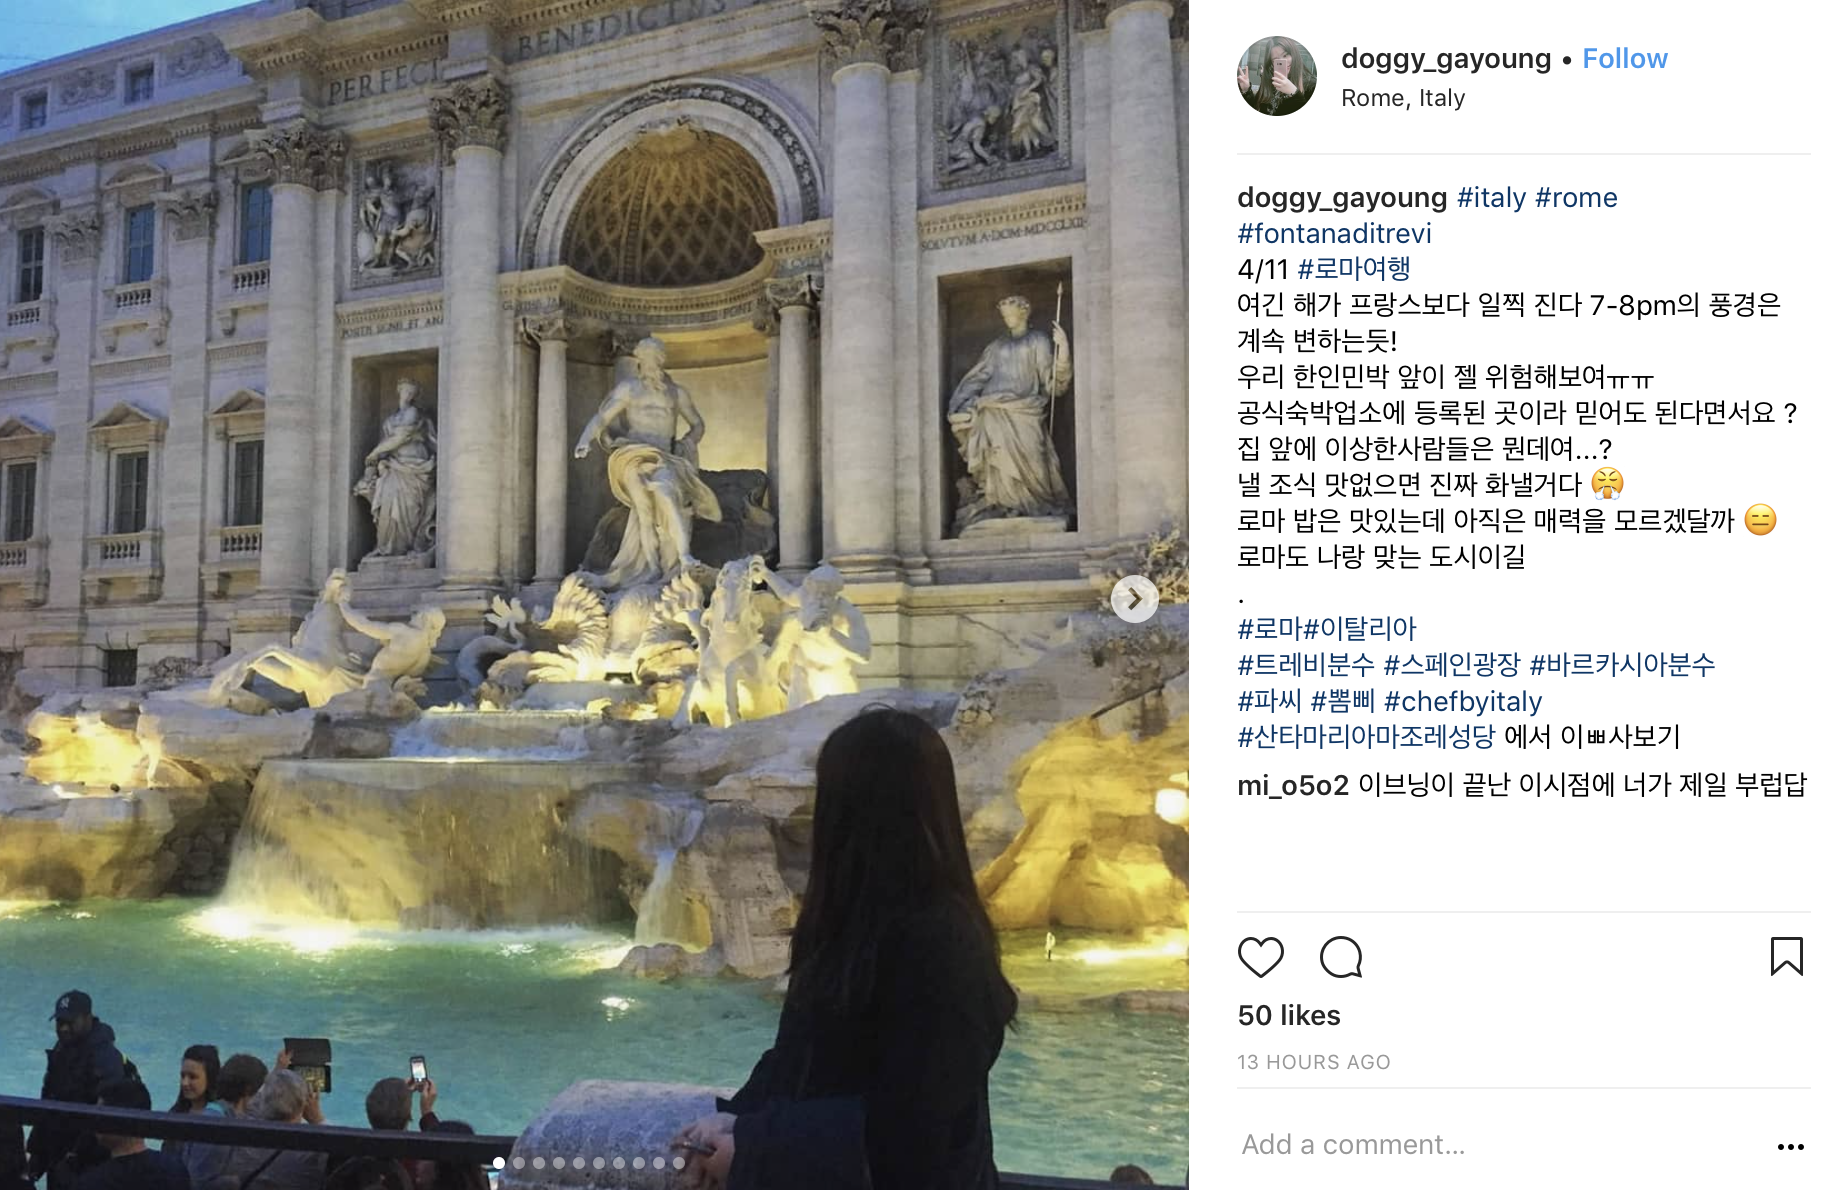 BENEDICTVS
PERFECI
SOLVTVM A·DOM·MDCCLXII
POSITIS SIGNIS ET ANA
doggy_gayoung • Follow
Rome, Italy
doggy_gayoung #italy #rome
#fontanaditrevi
4/11 #로마여행
여긴 해가 프랑스보다 일찍 진다 7-8pm의 풍경은
계속 변하는듯!
우리 한인민박 앞이 젤 위험해보여ㅠㅠ
공식숙박업소에 등록된 곳이라 믿어도 된다면서요 ?
집 앞에 이상한사람들은 뭔데여...?
낼 조식 맛없으면 진짜 화낼거다 😤
로마 밥은 맛있는데 아직은 매력을 모르겠달까 😑
로마도 나랑 맞는 도시이길
.
#로마#이탈리아
#트레비분수 #스페인광장 #바르카시아분수
#파씨 #뽐삐 #chefbyitaly
#산타마리아마조레성당 에서 이ㅃ사보기
mi_o5o2 이브닝이 끝난 이시점에 너가 제일 부럽답
50 likes
13 HOURS AGO
Add a comment...